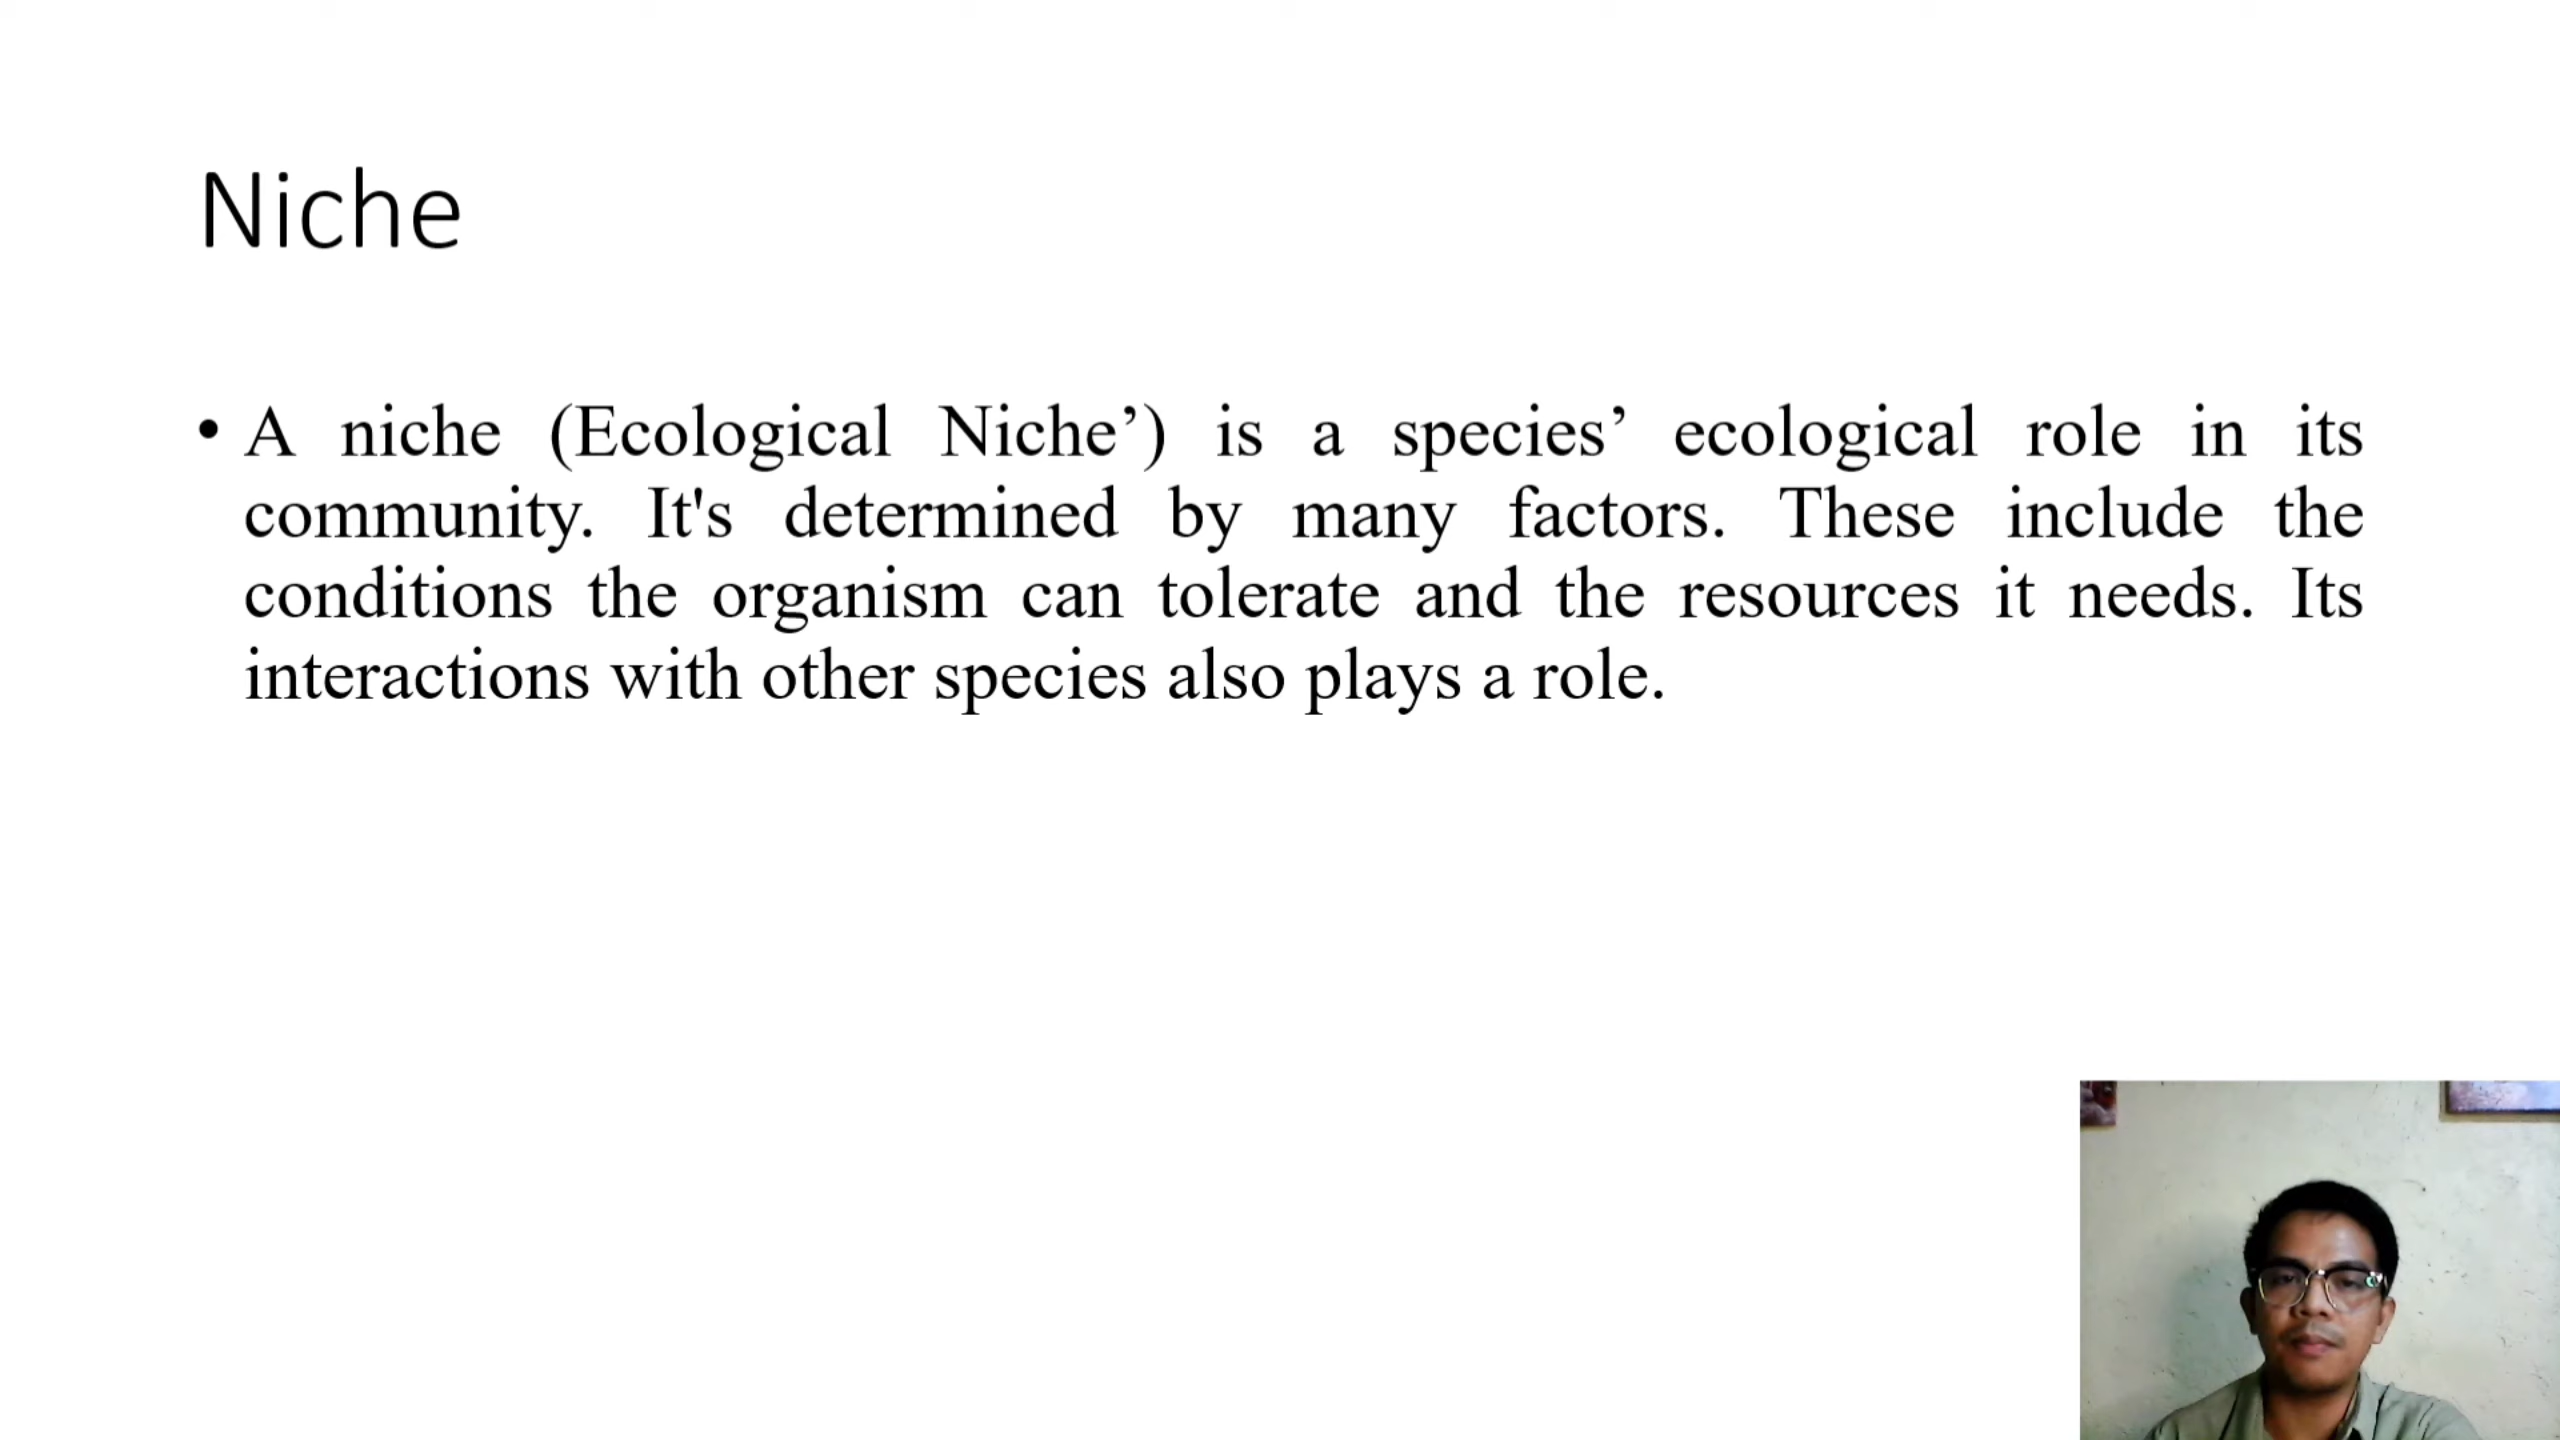 Niche
• A niche (Ecological Niche’) is a species’ ecological role in its
community. It's determined by many factors. These include the
conditions the organism can tolerate and the resources it needs. Its
interactions with other species also plays a role.